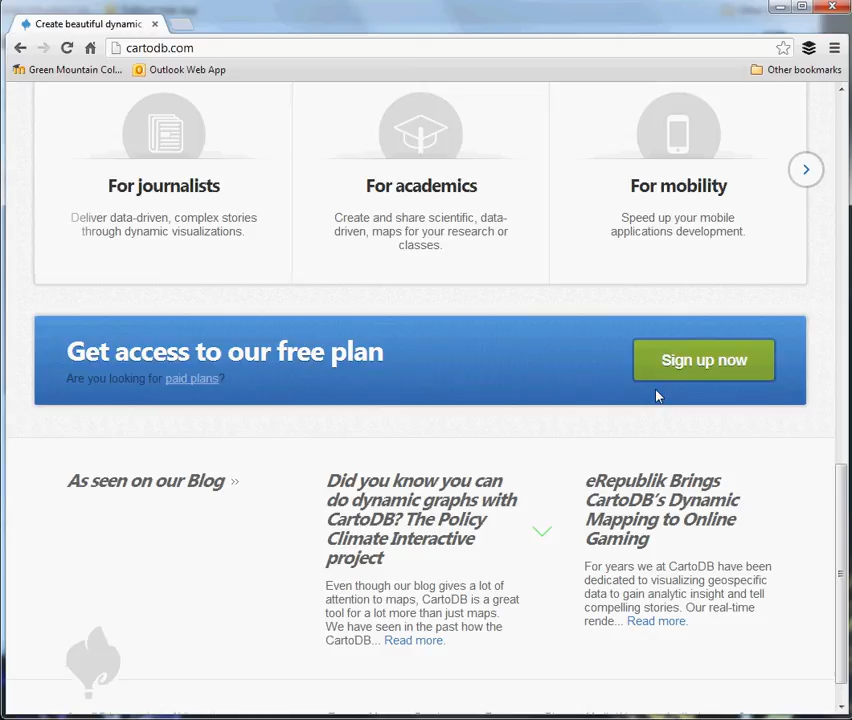 Create beautiful dynamic
cartodb.com
Green Mountain Col...
Outlook Web App
Other bookmarks
For journalists
Deliver data-driven, complex stories
through dynamic visualizations.
For academics
Create and share scientific, data-
driven, maps for your research or
classes.
For mobility
Speed up your mobile
applications development.
Get access to our free plan
Are you looking for paid plans?
Sign up now
As seen on our Blog »
Did you know you can
do dynamic graphs with
CartoDB? The Policy
Climate Interactive
project
Even though our blog gives a lot of
attention to maps, CartoDB is a great
tool for a lot more than just maps.
We have seen in the past how the
CartoDB... Read more.
eRepublik Brings
CartoDB's Dynamic
Mapping to Online
Gaming
For years we at CartoDB have been
dedicated to visualizing geospecific
data to gain analytic insight and tell
compelling stories. Our real-time
rende... Read more.